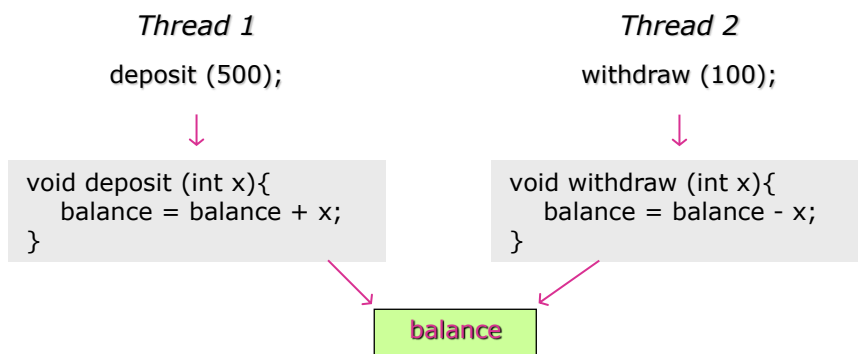 Thread 1
deposit (500);
void deposit (int x){
balance = balance + x;
}
Thread 2
withdraw (100);
void withdraw (int x){
balance = balance - x;
}
balance